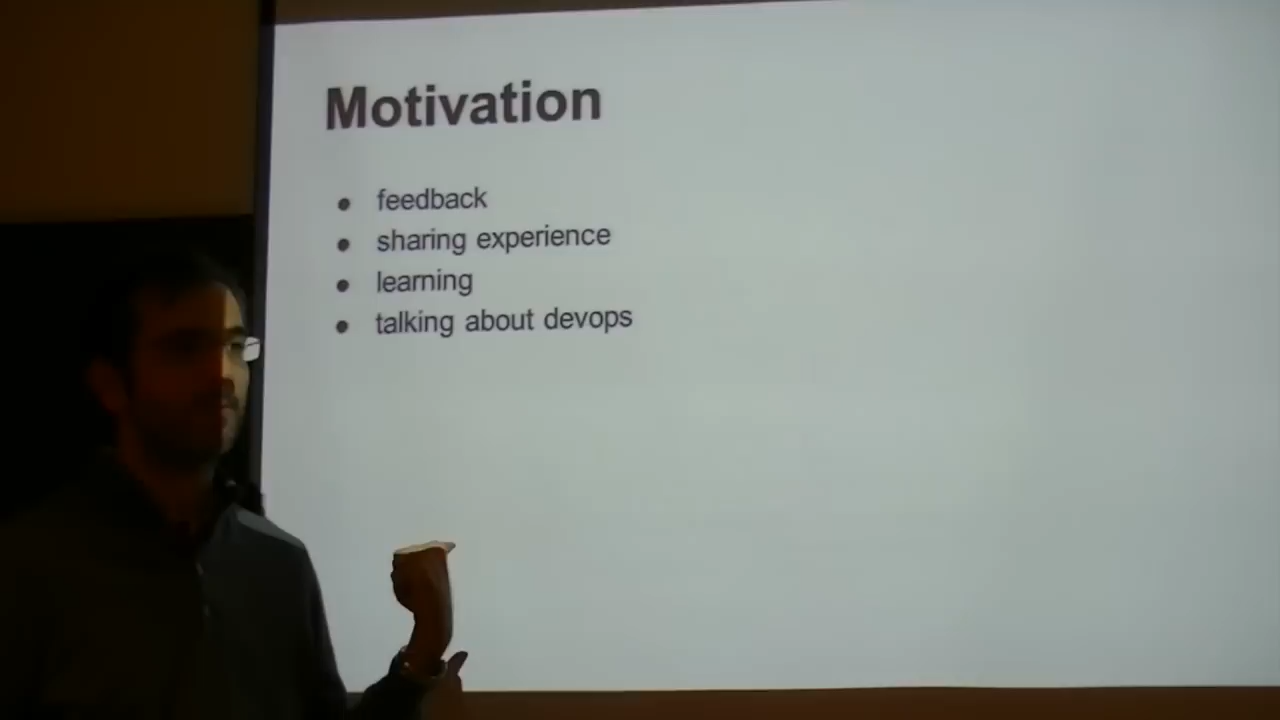 Motivation
● feedback
● sharing experience
● learning
● talking about devops